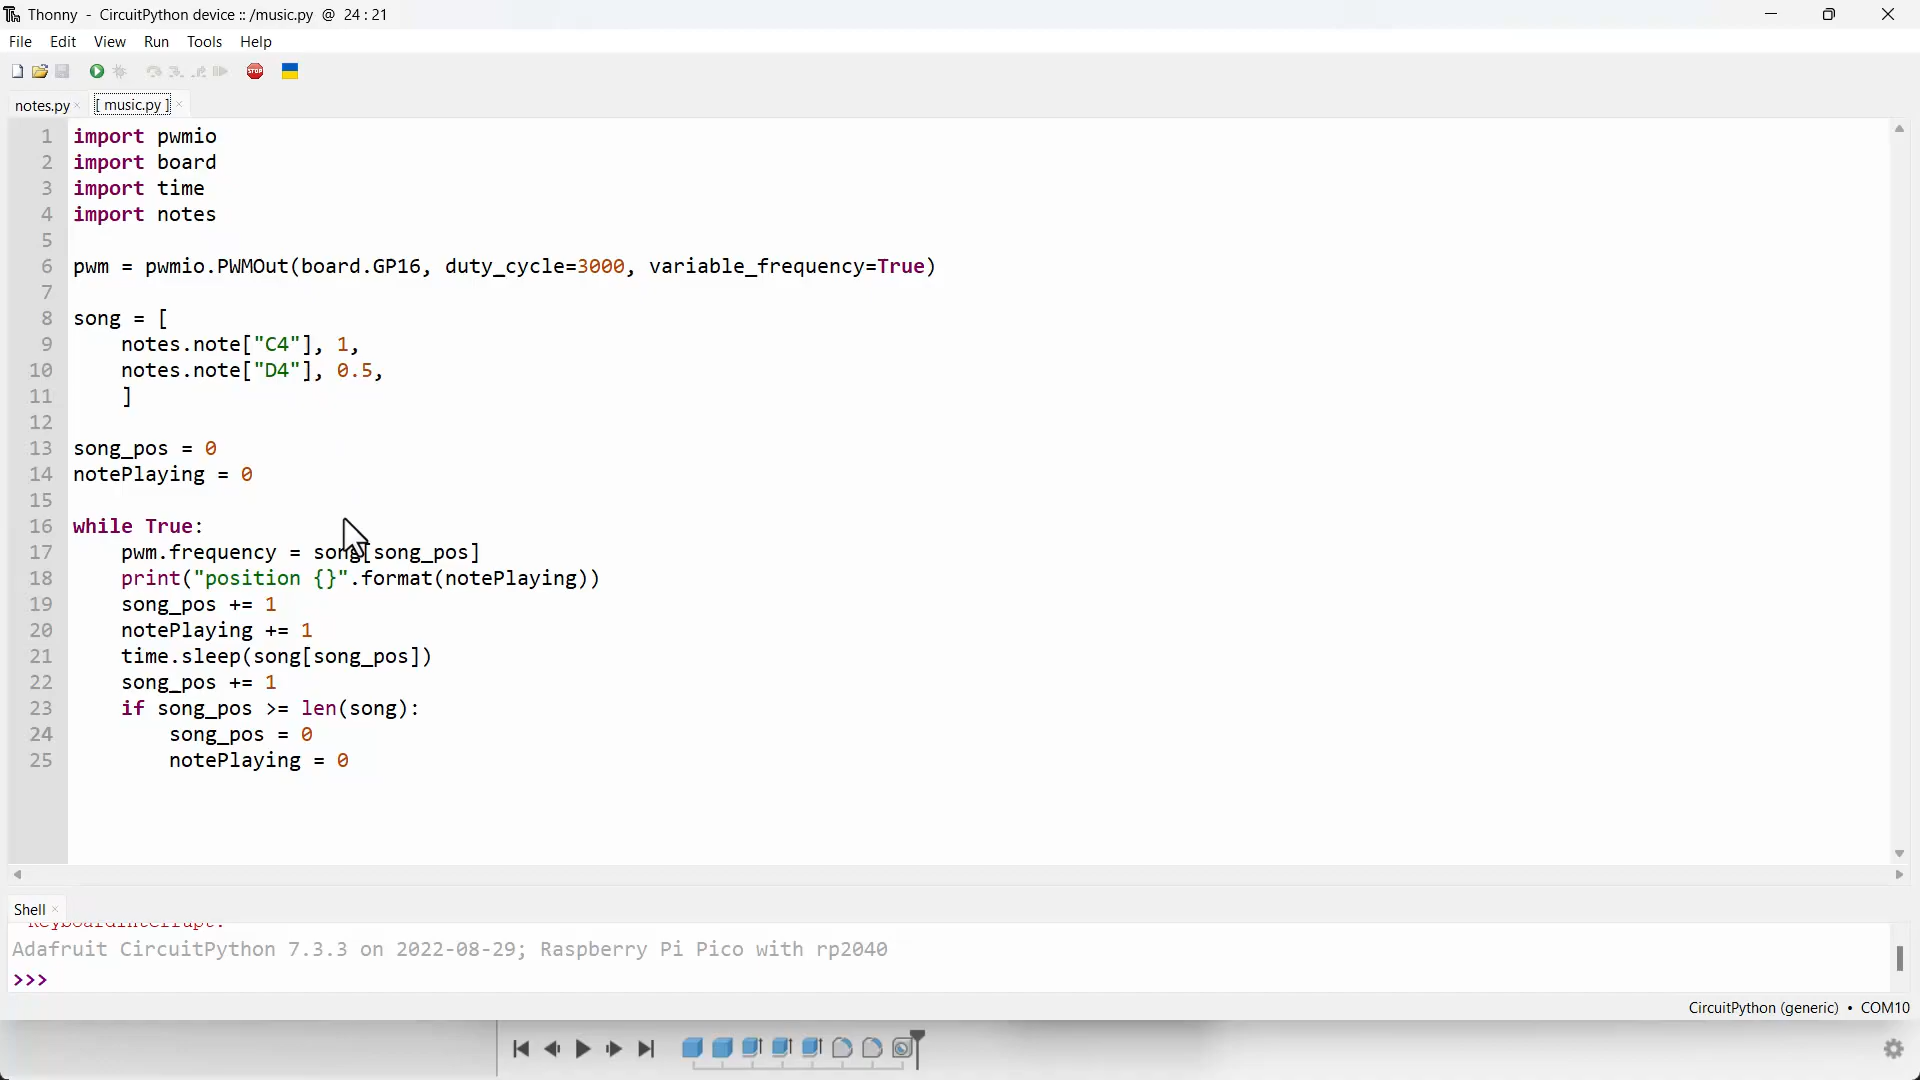 Thonny - CircuitPython device :: /music.py @ 24 : 21
File Edit View Run Tools Help
STOP
notes.py × [ music.py ] ×
1 import pwmio
2 import board
3 import time
4 import notes
5
6 pwm = pwmio.PWMOut(board.GP16, duty_cycle=3000, variable_frequency=True)
7
8 song = [
9 notes.note["C4"], 1,
10 notes.note["D4"], 0.5,
11 ]
12
13 song_pos = 0
14 notePlaying = 0
15
16 while True:
17 pwm.frequency = song[song_pos]
18 print("position {}".format(notePlaying))
19 song_pos += 1
20 notePlaying += 1
21 time.sleep(song[song_pos])
22 song_pos += 1
23 if song_pos >= len(song):
24 song_pos = 0
25 notePlaying = 0
Shell ×
KeyboardInterrupt:
Adafruit CircuitPython 7.3.3 on 2022-08-29; Raspberry Pi Pico with rp2040
>>>
CircuitPython (generic) • COM10